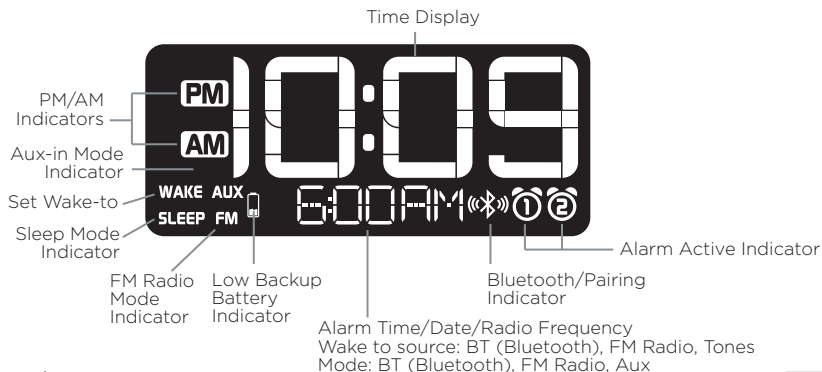 Time Display
PM/AM
Indicators
PM
AM
10:09
Aux-in Mode
Indicator
WAKE AUX
Set Wake-to
SLEEP FM
6:00AM
1 2
Sleep Mode
Indicator
Alarm Active Indicator
FM Radio
Mode
Indicator
Low Backup
Battery
Indicator
Bluetooth/Pairing
Indicator
Alarm Time/Date/Radio Frequency
Wake to source: BT (Bluetooth), FM Radio, Tones
Mode: BT (Bluetooth), FM Radio, Aux